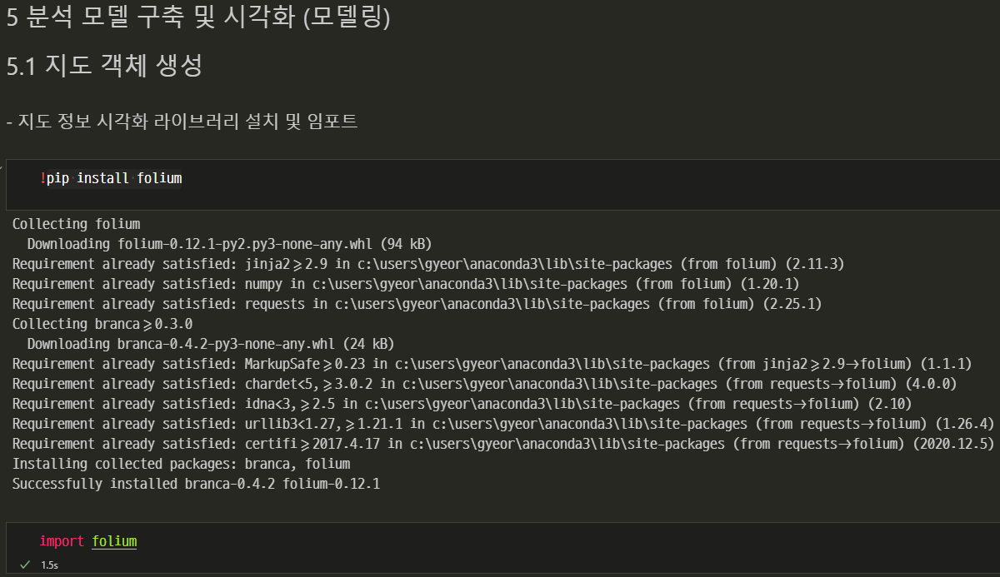 5 분석 모델 구축 및 시각화 (모델링)
5.1 지도 객체 생성
- 지도 정보 시각화 라이브러리 설치 및 임포트
!pip install folium
Collecting folium
  Downloading folium-0.12.1-py2.py3-none-any.whl (94 kB)
Requirement already satisfied: jinja2>=2.9 in c:\users\gyeor\anaconda3\lib\site-packages (from folium) (2.11.3)
Requirement already satisfied: numpy in c:\users\gyeor\anaconda3\lib\site-packages (from folium) (1.20.1)
Requirement already satisfied: requests in c:\users\gyeor\anaconda3\lib\site-packages (from folium) (2.25.1)
Collecting branca>=0.3.0
  Downloading branca-0.4.2-py3-none-any.whl (24 kB)
Requirement already satisfied: MarkupSafe>=0.23 in c:\users\gyeor\anaconda3\lib\site-packages (from jinja2>=2.9->folium) (1.1.1)
Requirement already satisfied: chardet<5,>=3.0.2 in c:\users\gyeor\anaconda3\lib\site-packages (from requests->folium) (4.0.0)
Requirement already satisfied: idna<3,>=2.5 in c:\users\gyeor\anaconda3\lib\site-packages (from requests->folium) (2.10)
Requirement already satisfied: urllib3<1.27,>=1.21.1 in c:\users\gyeor\anaconda3\lib\site-packages (from requests->folium) (1.26.4)
Requirement already satisfied: certifi>=2017.4.17 in c:\users\gyeor\anaconda3\lib\site-packages (from requests->folium) (2020.12.5)
Installing collected packages: branca, folium
Successfully installed branca-0.4.2 folium-0.12.1
import folium
✓ 1.5s